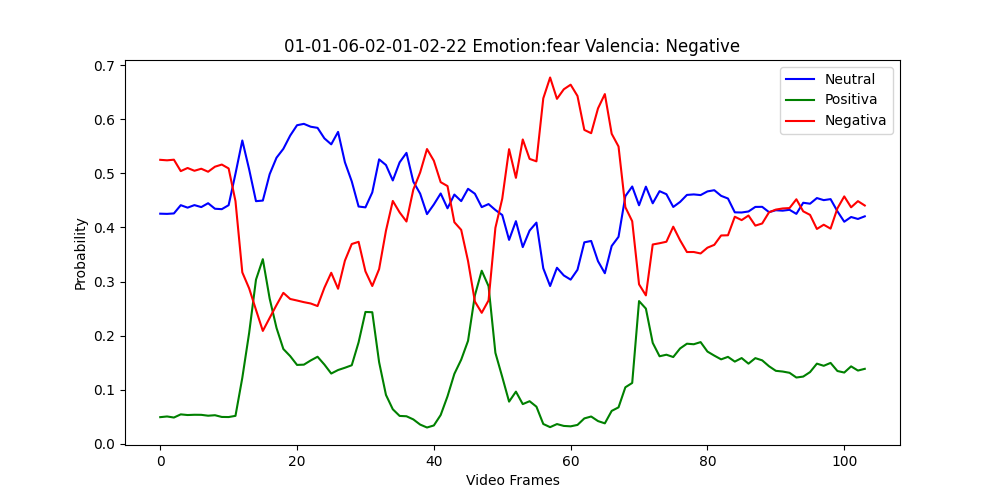 01-01-06-02-01-02-22 Emotion:fear Valencia: Negative
Neutral
Positiva
Negativa
Probability
0.7
0.6
0.5
0.4
0.3
0.2
0.1
0.0
0 20 40 60 80 100
Video Frames